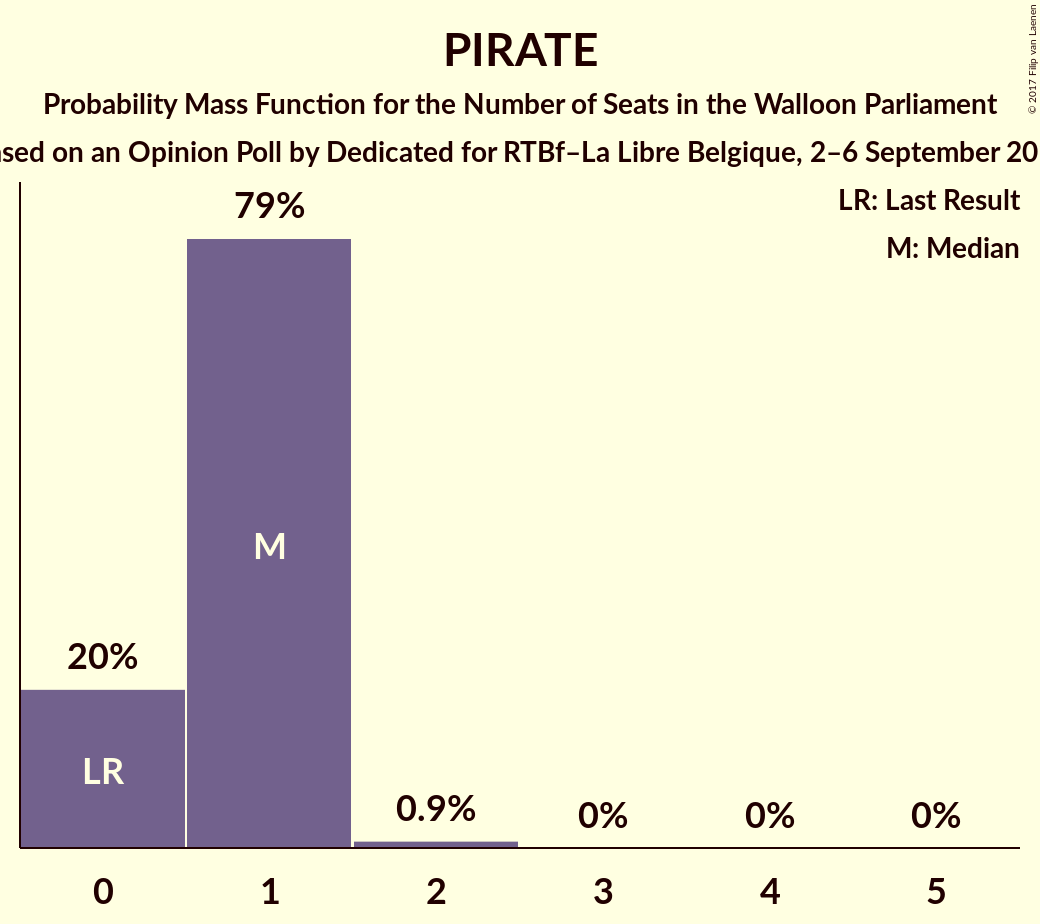 PIRATE
Probability Mass Function for the Number of Seats in the Walloon Parliament
on an Opinion Poll by Dedicated for RTBf–La Libre Belgique, 2–6 September
© 2017 Filip van Laenen
LR: Last Result
M: Median
79%
M
20%
LR
0.9%
0%
0%
0%
0
1
2
3
4
5